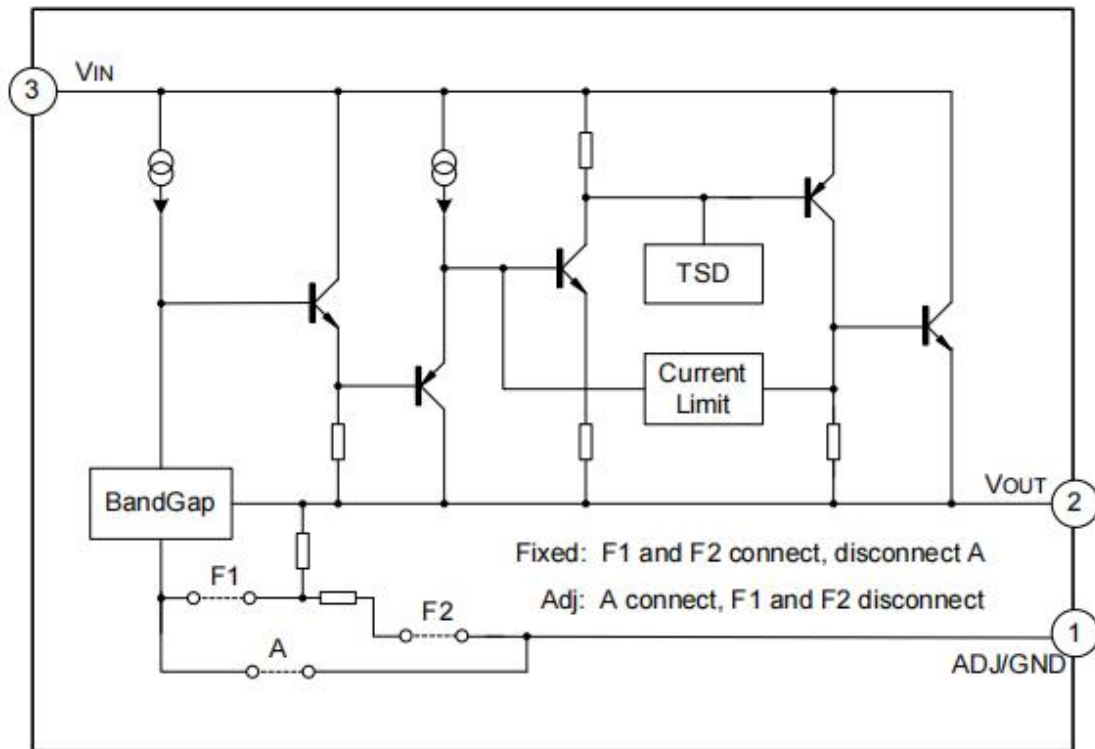 3
VIN
TSD
Current
Limit
BandGap
VOUT
2
Fixed: F1 and F2 connect, disconnect A
F1
Adj: A connect, F1 and F2 disconnect
F2
1
A
ADJ/GND